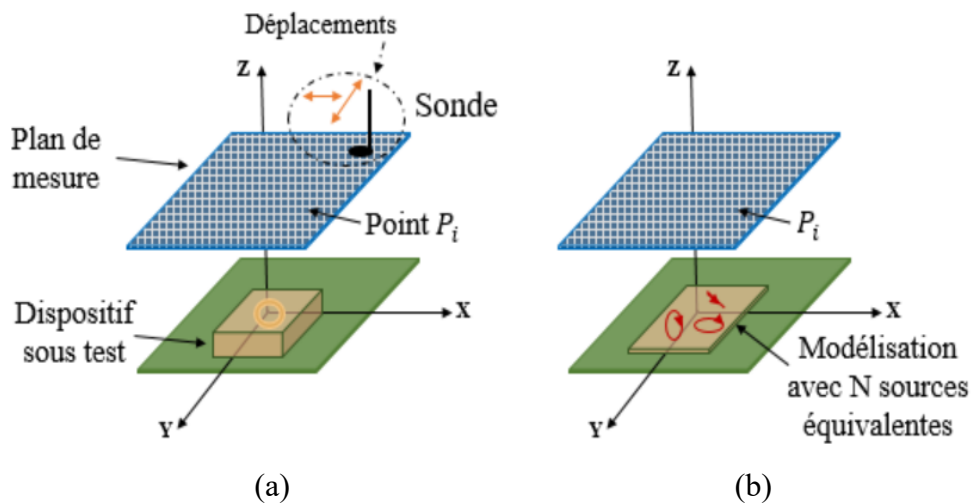 Déplacements
Z
Sonde
Plan de
mesure
Point P_i
X
Dispositif
sous test
Y
(a)
Z
P_i
X
Modélisation
avec N sources
équivalentes
Y
(b)